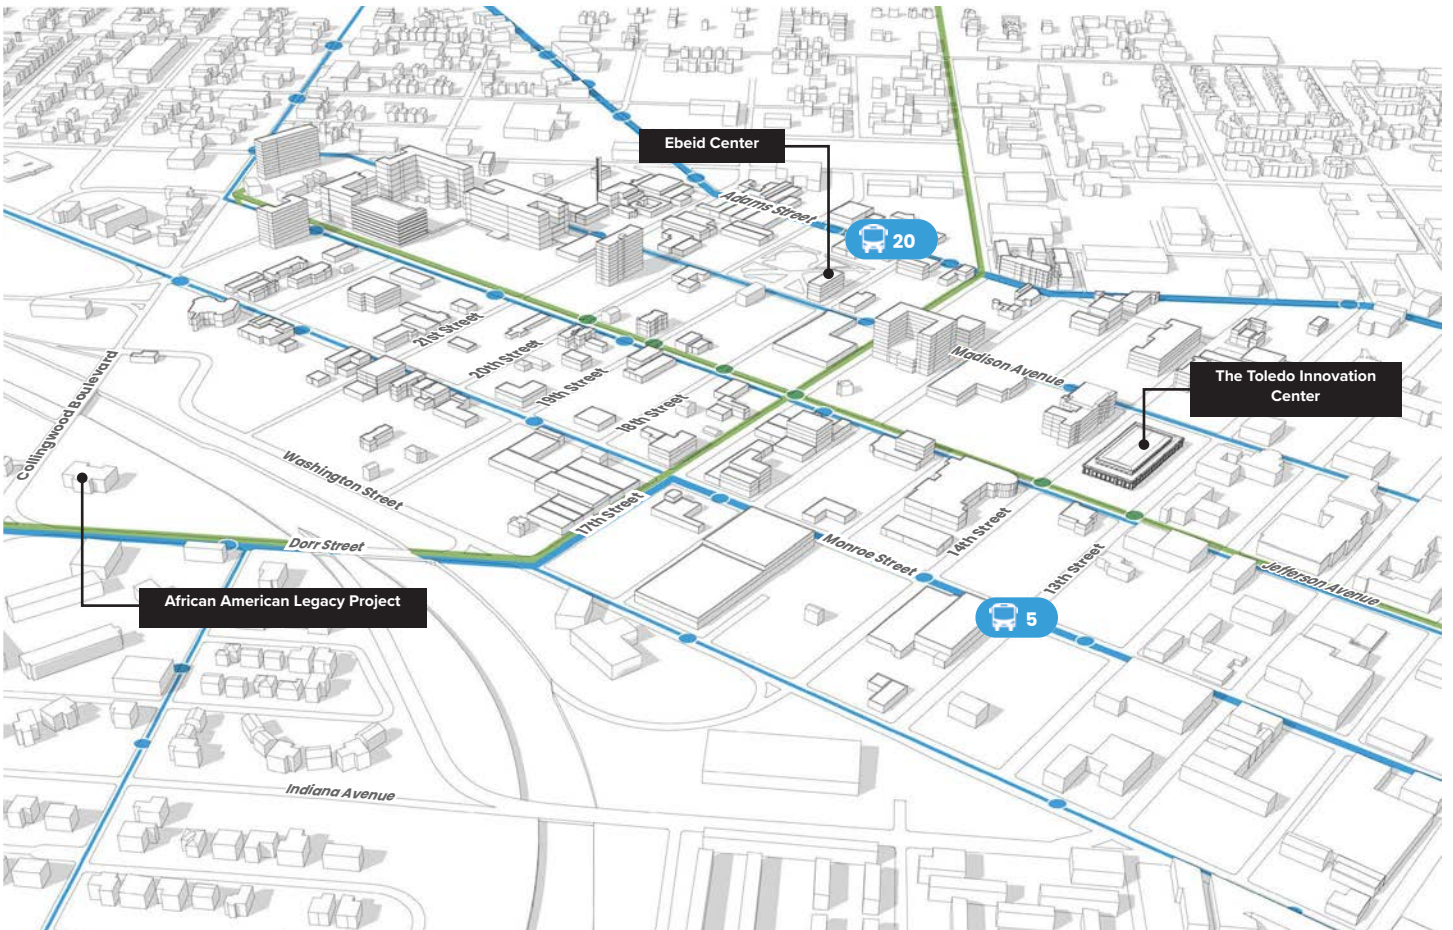 Ebeid Center
Adams Street
20
21st Street
20th Street
19th Street
18th Street
Madison Avenue
The Toledo Innovation
Center
Collingwood Boulevard
Washington Street
17th Street
Dorr Street
Monroe Street
14th Street
13th Street
Jefferson Avenue
African American Legacy Project
5
Indiana Avenue